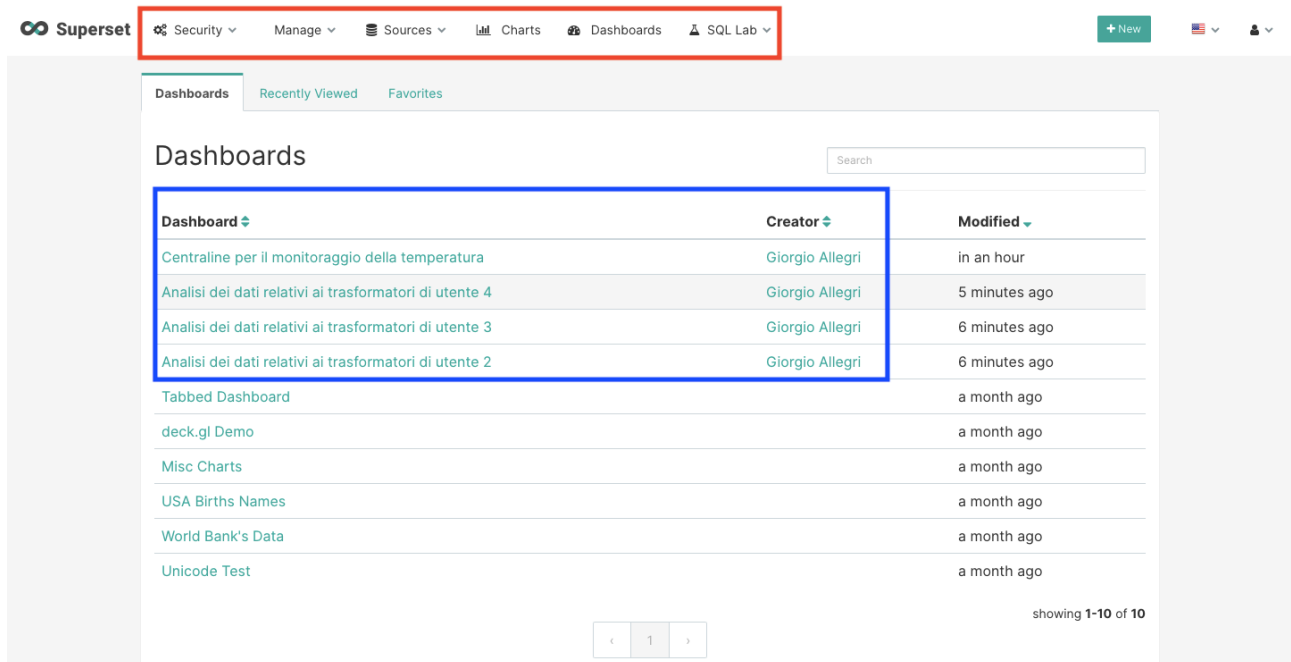 Superset Security Manage Sources Charts Dashboards SQL Lab + New
Dashboards Recently Viewed Favorites
Dashboards
Search
Dashboard Creator Modified
Centraline per il monitoraggio della temperatura Giorgio Allegri in an hour
Analisi dei dati relativi ai trasformatori di utente 4 Giorgio Allegri 5 minutes ago
Analisi dei dati relativi ai trasformatori di utente 3 Giorgio Allegri 6 minutes ago
Analisi dei dati relativi ai trasformatori di utente 2 Giorgio Allegri 6 minutes ago
Tabbed Dashboard a month ago
deck.gl Demo a month ago
Misc Charts a month ago
USA Births Names a month ago
World Bank's Data a month ago
Unicode Test a month ago
showing 1-10 of 10
‹ 1 ›